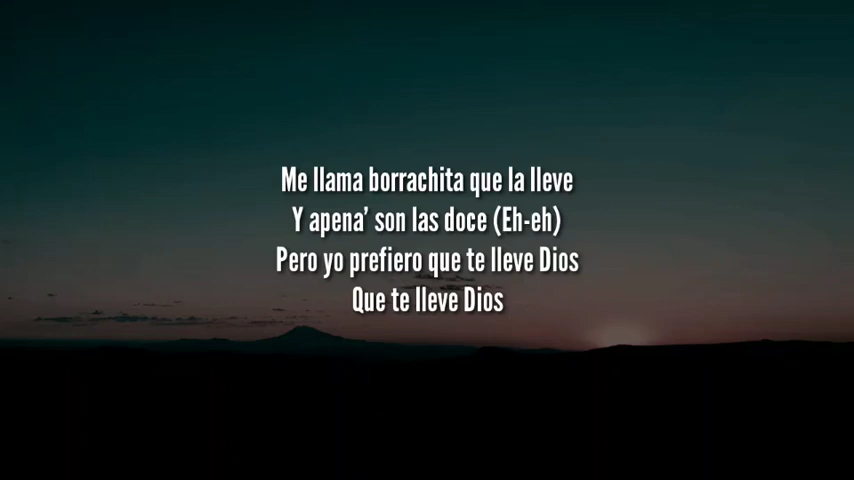 Me llama borrachita que la lleve
Y apena' son las doce (Eh-eh)
Pero yo prefiero que te lleve Dios
Que te lleve Dios